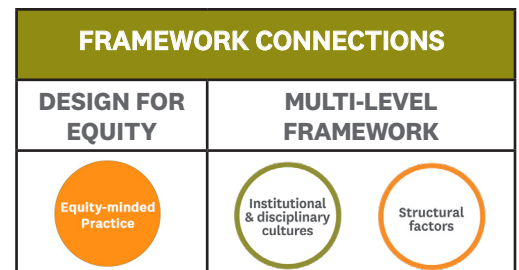 FRAMEWORK CONNECTIONS
DESIGN FOR
EQUITY
MULTI-LEVEL
FRAMEWORK
Equity-minded
Practice
Institutional
& disciplinary
cultures
Structural
factors